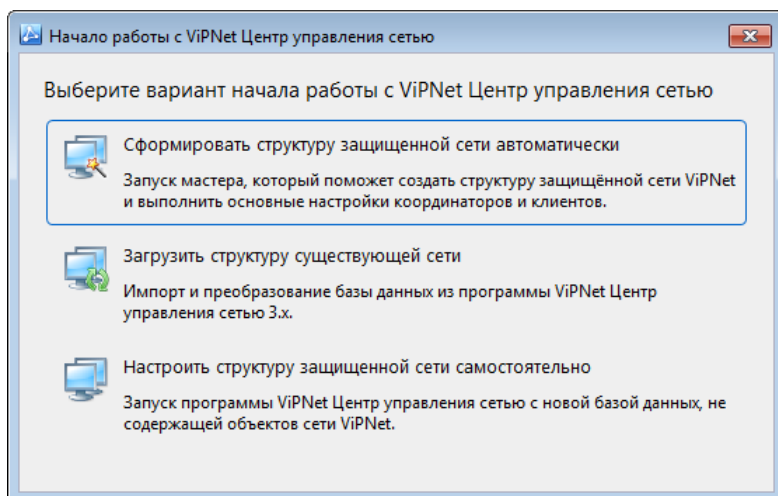 Начало работы с ViPNet Центр управления сетью
Выберите вариант начала работы с ViPNet Центр управления сетью
Сформировать структуру защищенной сети автоматически
Запуск мастера, который поможет создать структуру защищённой сети ViPNet
и выполнить основные настройки координаторов и клиентов.
Загрузить структуру существующей сети
Импорт и преобразование базы данных из программы ViPNet Центр
управления сетью 3.x.
Настроить структуру защищенной сети самостоятельно
Запуск программы ViPNet Центр управления сетью с новой базой данных, не
содержащей объектов сети ViPNet.